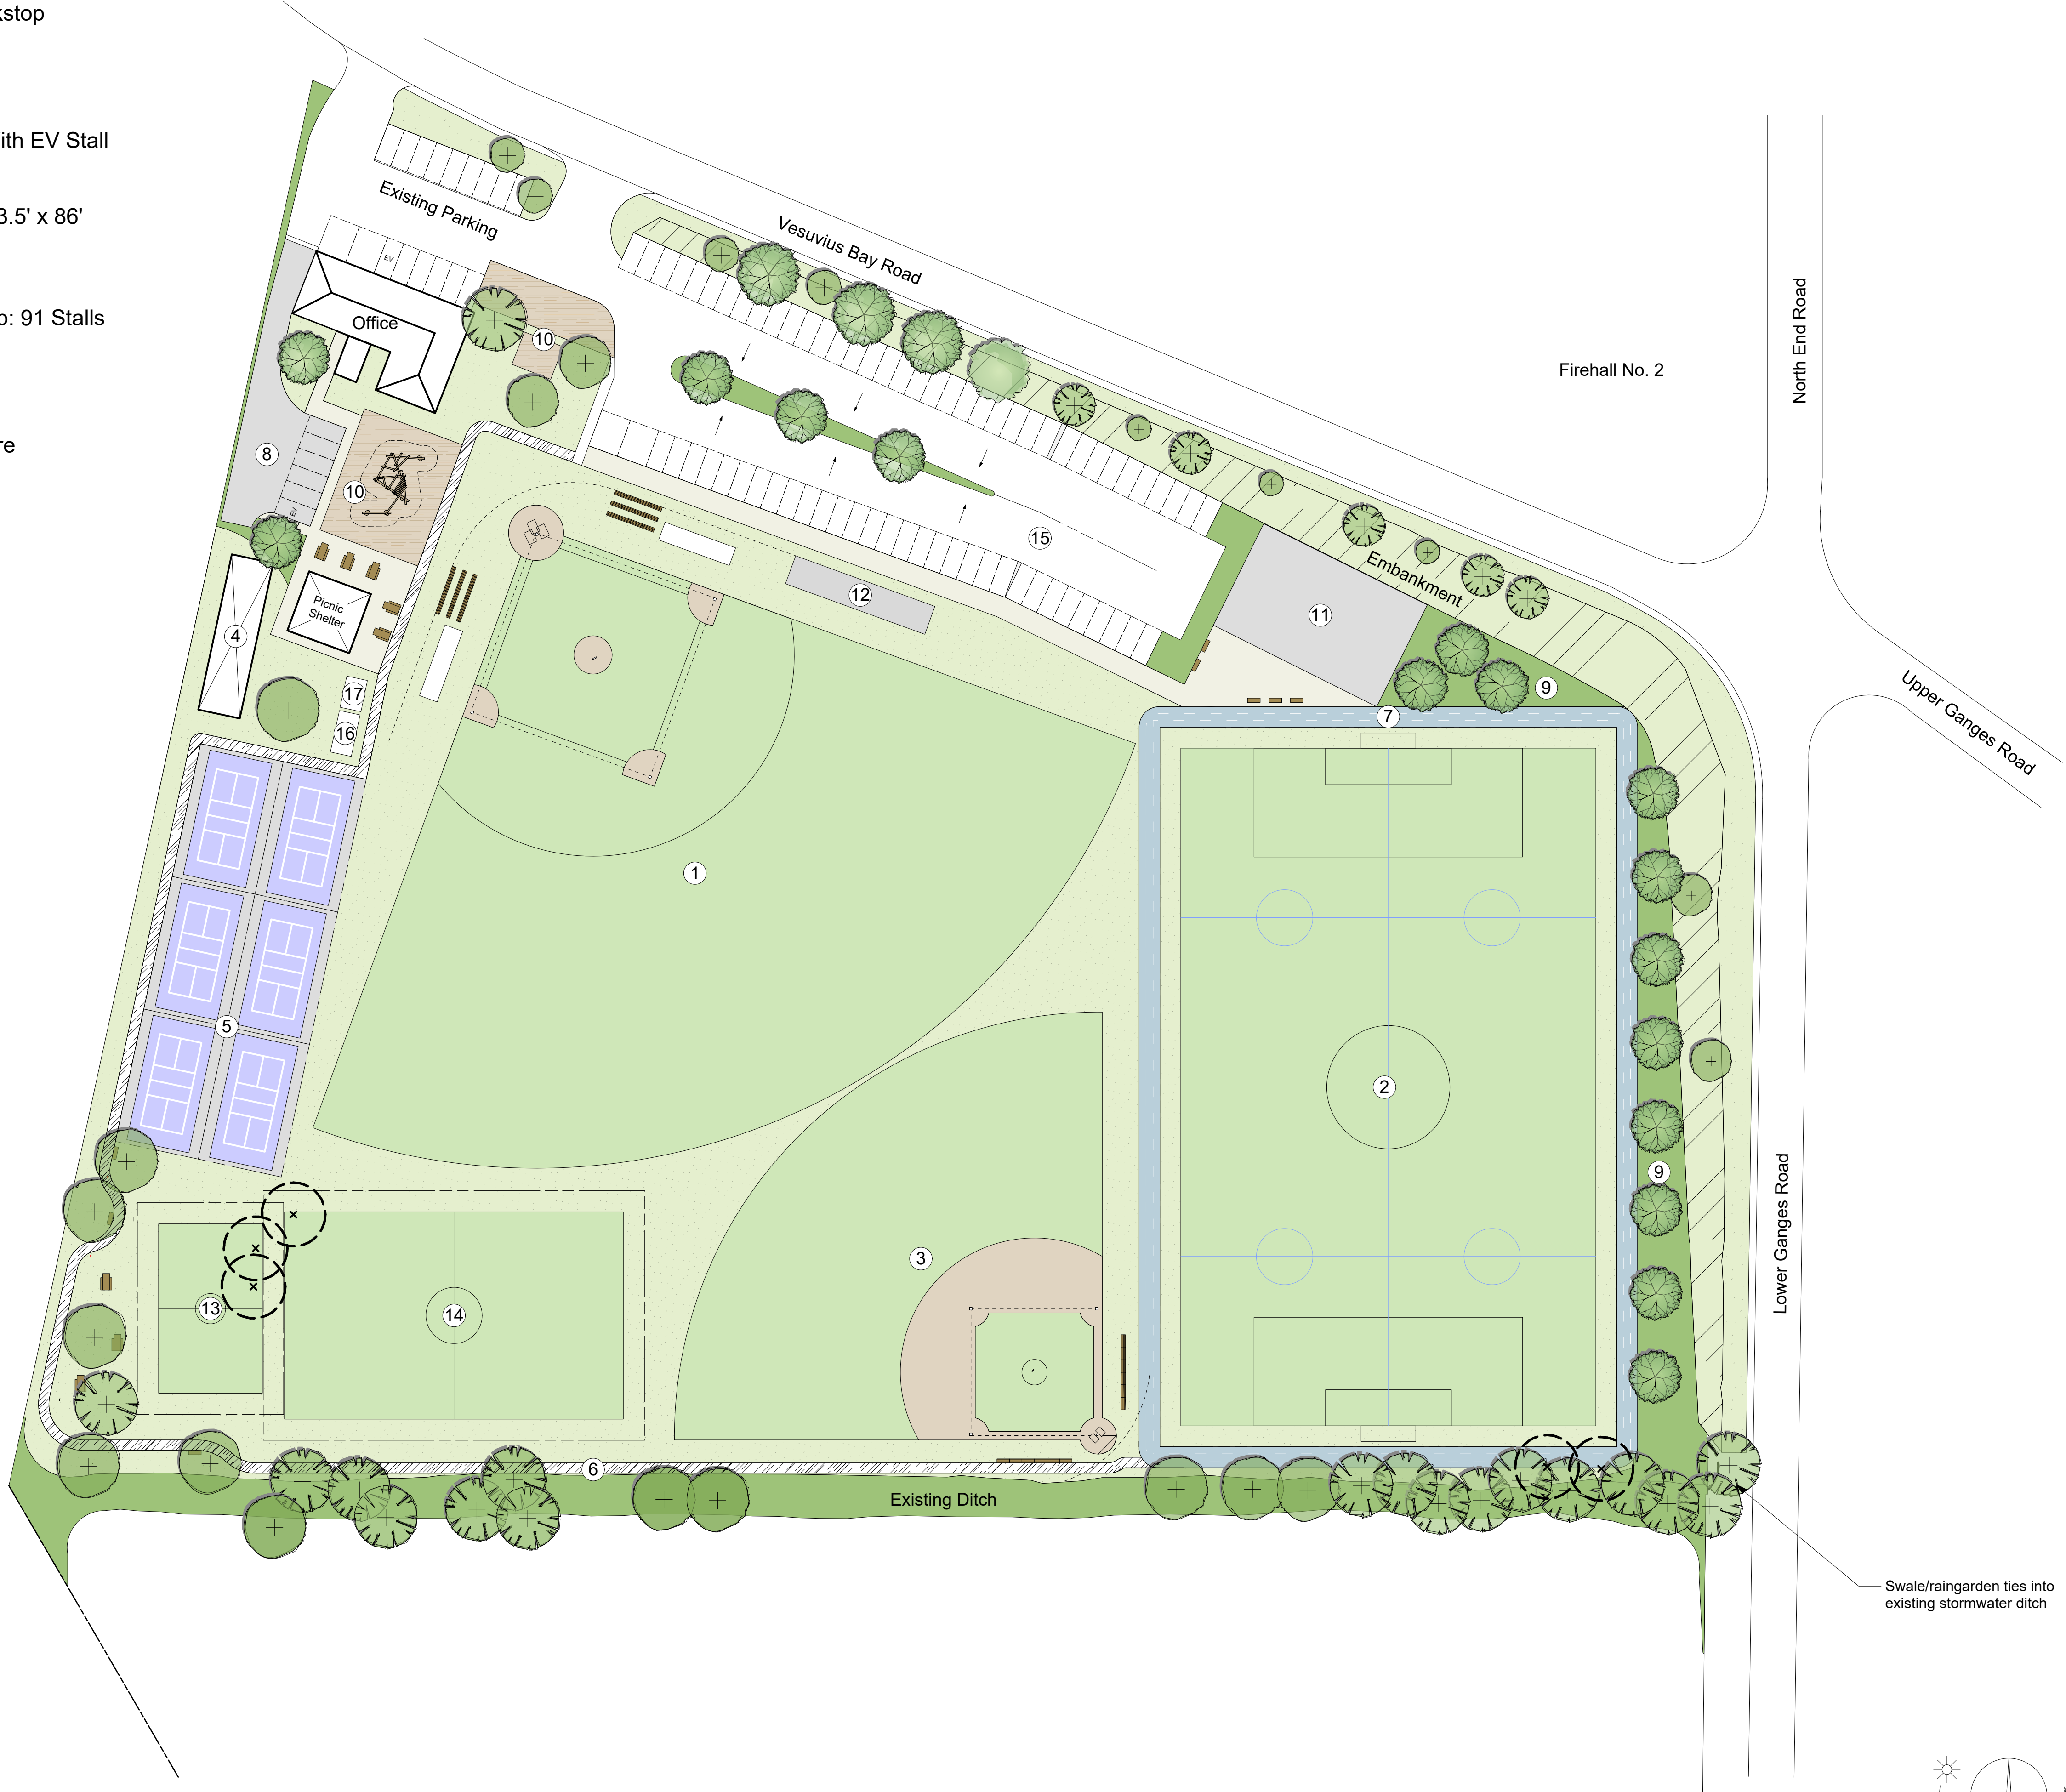 kstop
ith EV Stall
3.5' x 86'
p: 91 Stalls
re
Existing Parking
Vesuvius Bay Road
North End Road
EV
Office
10
Firehall No. 2
8
10
EV
15
Embankment
12
11
Picnic
Shelter
4
17
9
16
7
Upper Ganges Road
1
5
2
9
Lower Ganges Road
3
13
14
6
Existing Ditch
Swale/raingarden ties into
existing stormwater ditch